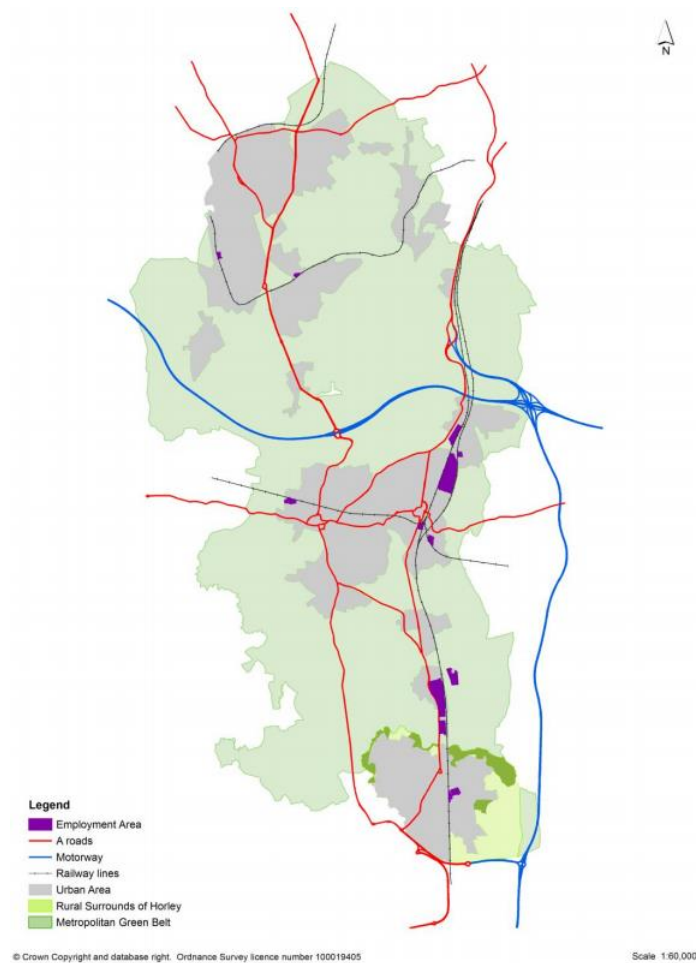 N
Legend
Employment Area
A roads
Motorway
Railway lines
Urban Area
Rural Surrounds of Horley
Metropolitan Green Belt
© Crown Copyright and database right. Ordnance Survey licence number 100019405
Scale 1:60,000